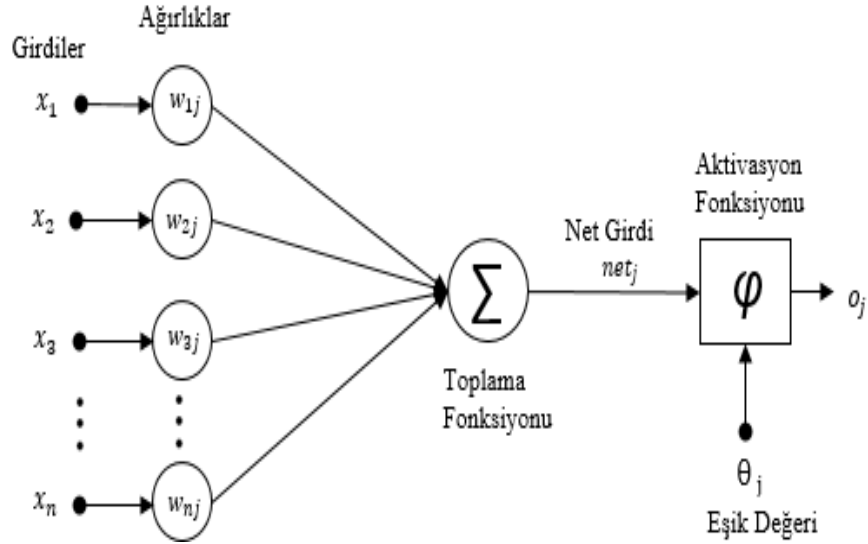 Ağırlıklar
Girdiler
x₁
w₁ⱼ
x₂
w₂ⱼ
x₃
w₃ⱼ
xₙ
wₙⱼ
∑
Toplama
Fonksiyonu
Net Girdi
netⱼ
Aktivasyon
Fonksiyonu
φ
oⱼ
θⱼ
Eşik Değeri